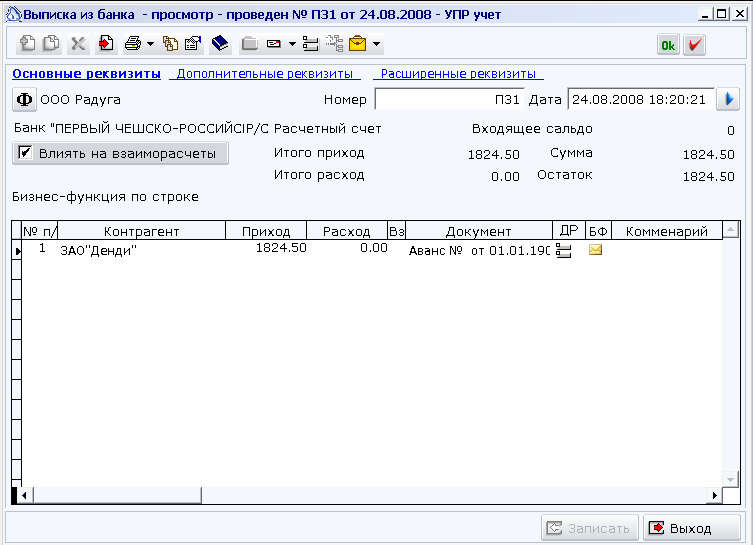 Выписка из банка - просмотр - проведен № П31 от 24.08.2008 - УПР учет
Ok
Основные реквизиты Дополнительные реквизиты Расширенные реквизиты
Ф ООО Радуга Номер П31 Дата 24.08.2008 18:20:21
Банк "ПЕРВЫЙ ЧЕШСКО-РОССИЙС Р/С Расчетный счет Входящее сальдо 0
Влиять на взаиморасчеты Итого приход 1824.50 Сумма 1824.50
Итого расход 0.00 Остаток 1824.50
Бизнес-функция по строке
№ п/ Контрагент Приход Расход Вз Документ ДР БФ Комменарий
1 ЗАО"Денди" 1824.50 0.00 Аванс № от 01.01.190
Записать Выход